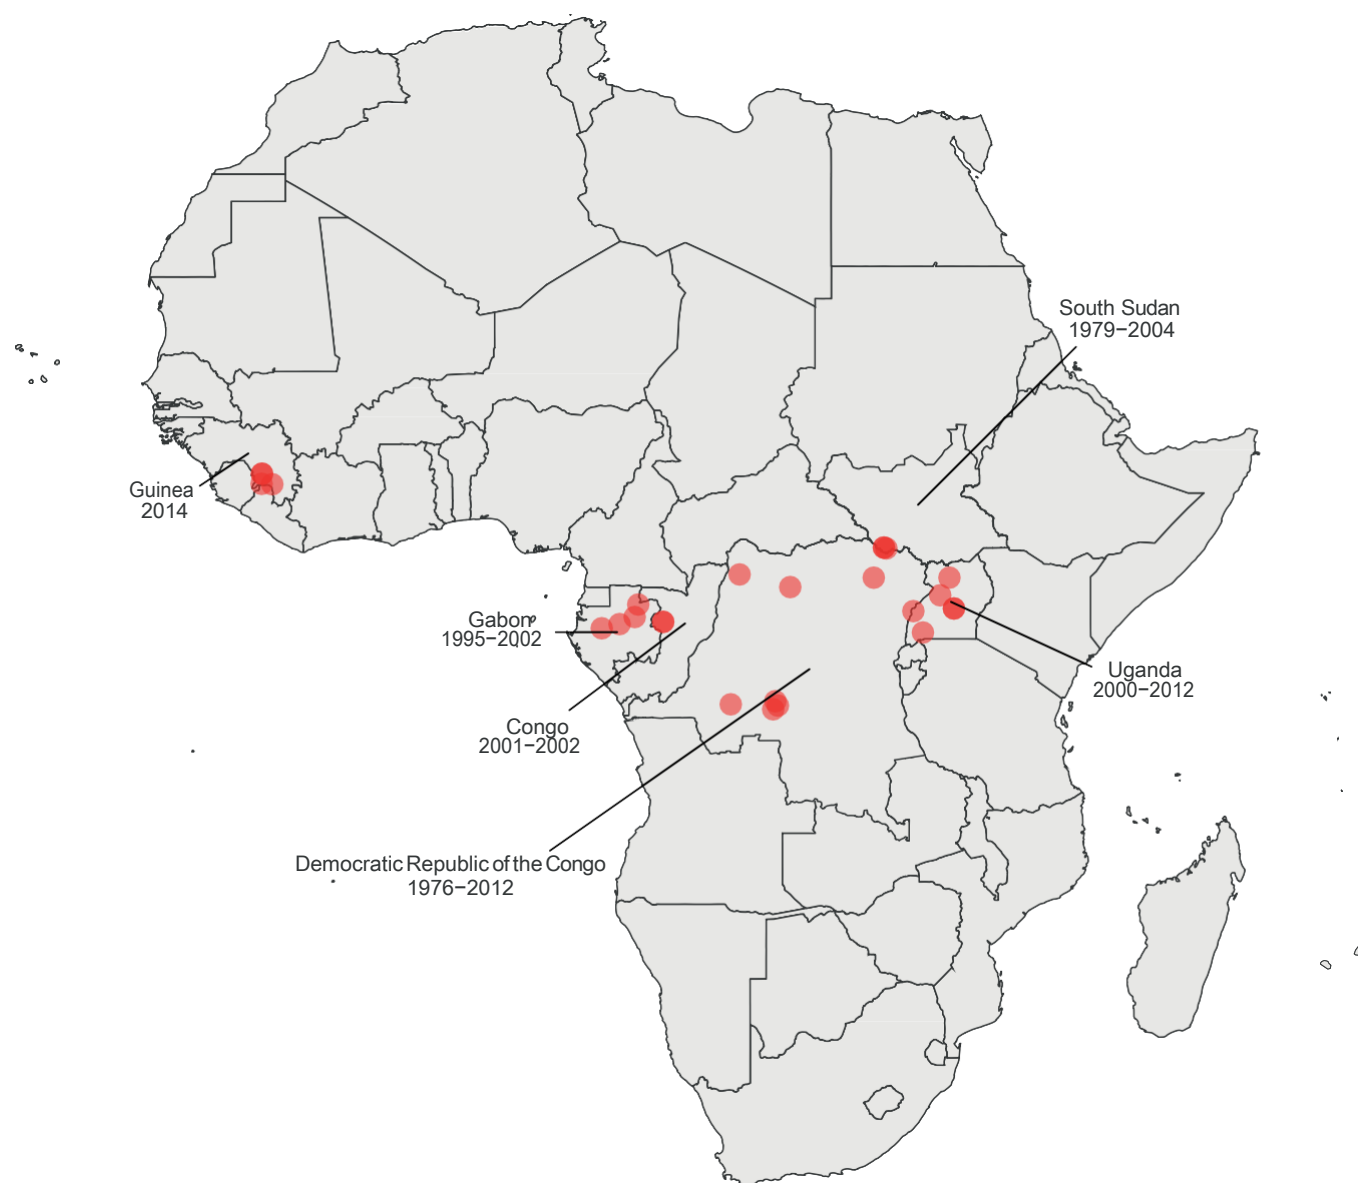 South Sudan
1979−2004
Guinea
2014
Gabon
1995−2002
Uganda
2000−2012
Congo
2001−2002
Democratic Republic of the Congo
1976−2012